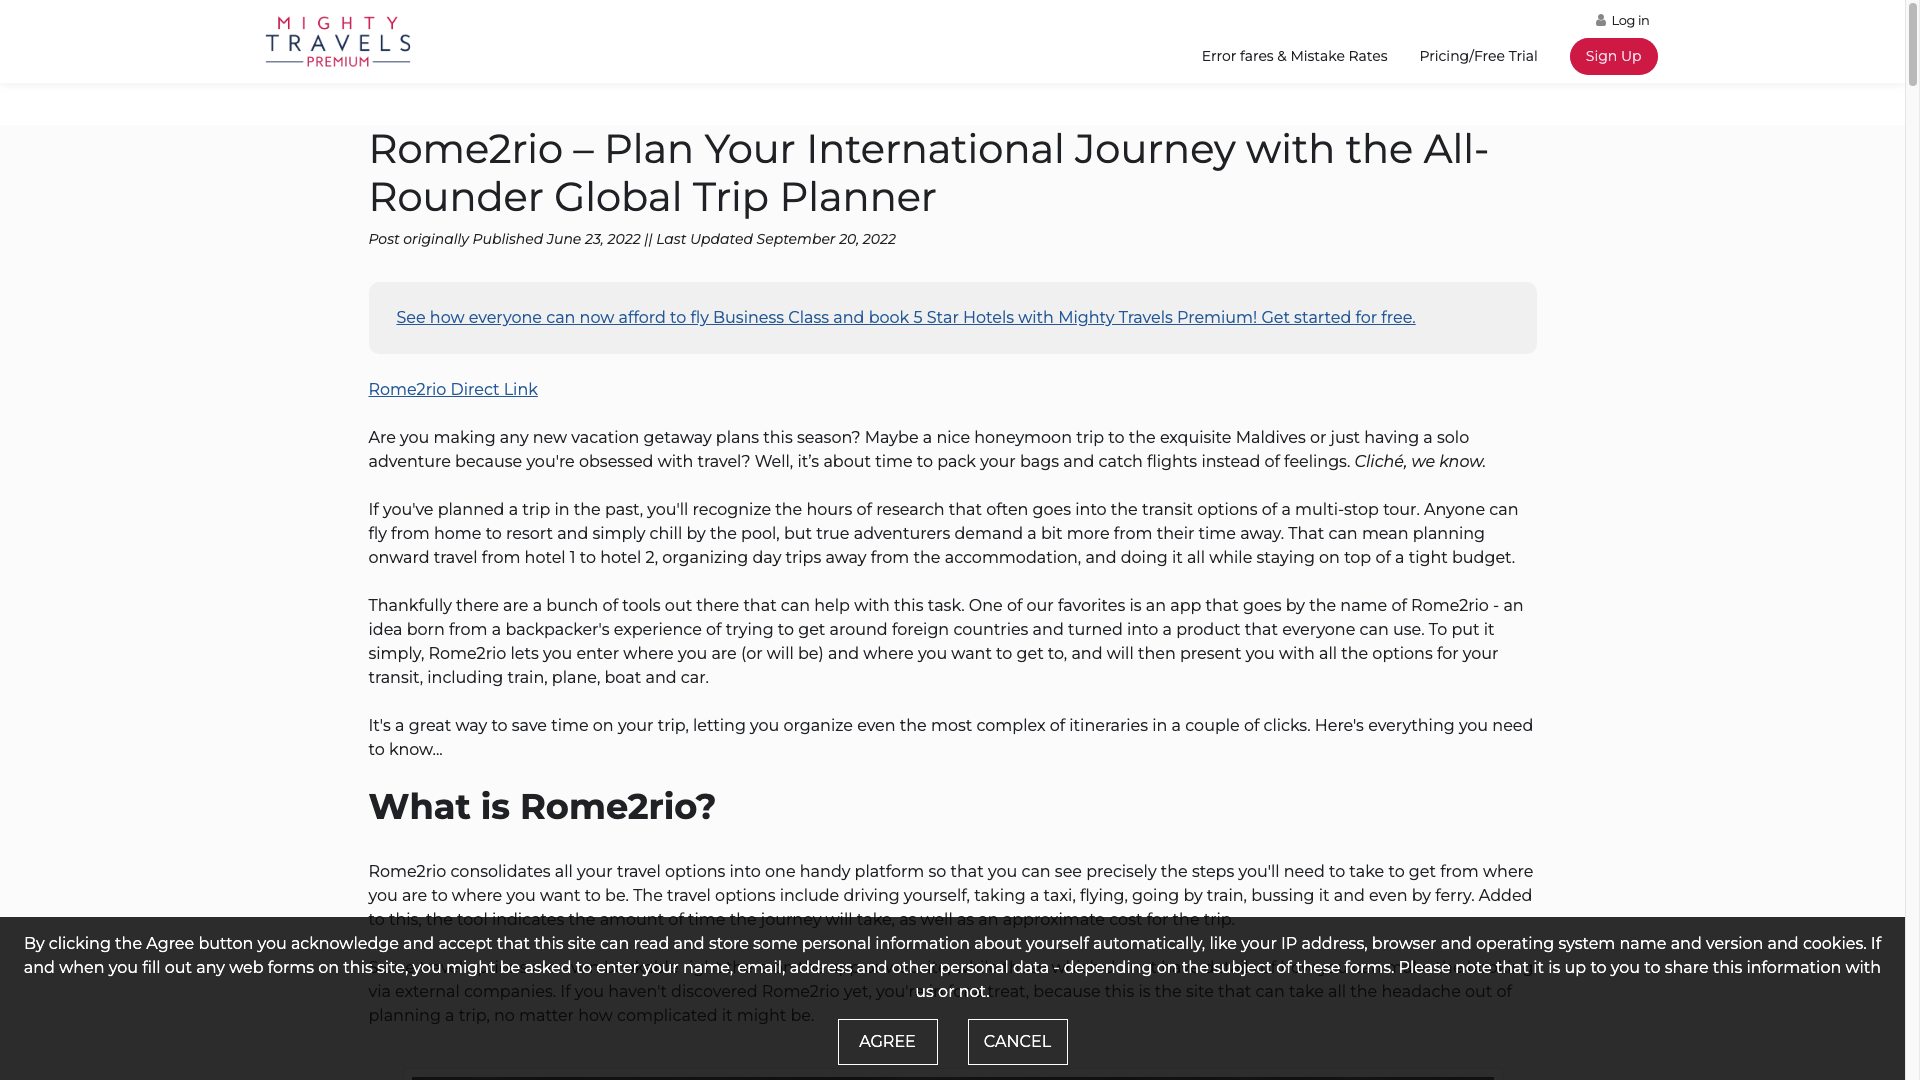 MIGHTY
TRAVELS
PREMIUM
Log in
Error fares & Mistake Rates
Pricing/Free Trial
Sign Up
Rome2rio – Plan Your International Journey with the All-
Rounder Global Trip Planner
Post originally Published June 23, 2022 || Last Updated September 20, 2022
See how everyone can now afford to fly Business Class and book 5 Star Hotels with Mighty Travels Premium! Get started for free.
Rome2rio Direct Link
Are you making any new vacation getaway plans this season? Maybe a nice honeymoon trip to the exquisite Maldives or just having a solo
adventure because you're obsessed with travel? Well, it’s about time to pack your bags and catch flights instead of feelings. Cliché, we know.
If you've planned a trip in the past, you'll recognize the hours of research that often goes into the transit options of a multi-stop tour. Anyone can
fly from home to resort and simply chill by the pool, but true adventurers demand a bit more from their time away. That can mean planning
onward travel from hotel 1 to hotel 2, organizing day trips away from the accommodation, and doing it all while staying on top of a tight budget.
Thankfully there are a bunch of tools out there that can help with this task. One of our favorites is an app that goes by the name of Rome2rio - an
idea born from a backpacker's experience of trying to get around foreign countries and turned into a product that everyone can use. To put it
simply, Rome2rio lets you enter where you are (or will be) and where you want to get to, and will then present you with all the options for your
transit, including train, plane, boat and car.
It's a great way to save time on your trip, letting you organize even the most complex of itineraries in a couple of clicks. Here's everything you need
to know...
What is Rome2rio?
Rome2rio consolidates all your travel options into one handy platform so that you can see precisely the steps you'll need to take to get from where
you are to where you want to be. The travel options include driving yourself, taking a taxi, flying, going by train, bussing it and even by ferry. Added
to this, the tool indicates the amount of time the journey will take, as well as an approximate cost for the trip.
By clicking the Agree button you acknowledge and accept that this site can read and store some personal information about yourself automatically, like your IP address, browser and operating system name and version and cookies. If
and when you fill out any web forms on this site, you might be asked to enter your name, email, address and other personal data - depending on the subject of these forms. Please note that it is up to you to share this information with
us or not.
via external companies. If you haven't discovered Rome2rio yet, treat, because this is the site that can take all the headache out of
planning a trip, no matter how complicated it might be.
AGREE
CANCEL